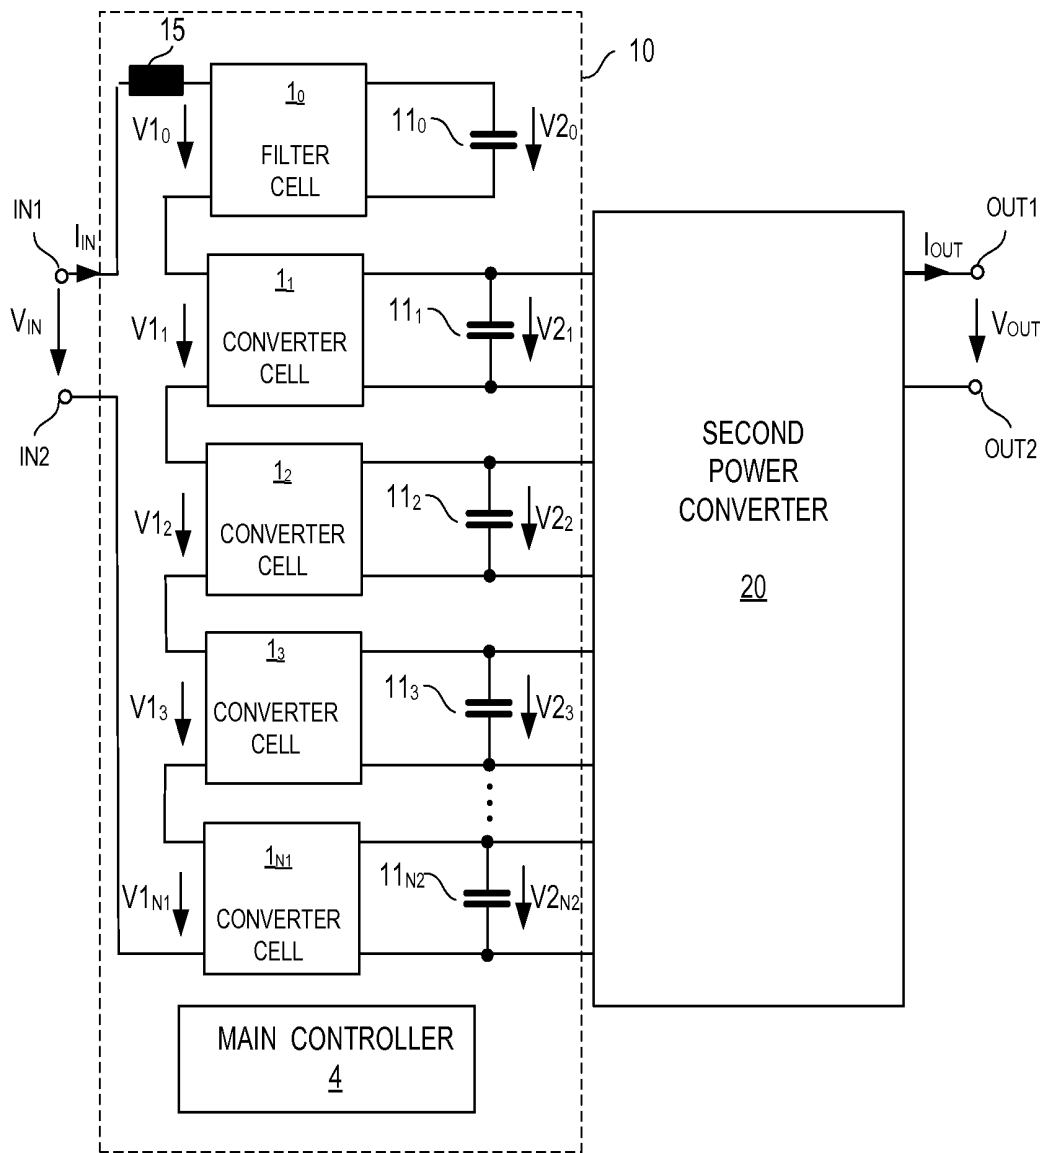 15
10
1₀
FILTER
CELL
V1₀
11₀
V2₀
IN1
I_IN
V_IN
IN2
1₁
CONVERTER
CELL
V1₁
11₁
V2₁
OUT1
I_OUT
V_OUT
OUT2
1₂
CONVERTER
CELL
V1₂
11₂
V2₂
SECOND
POWER
CONVERTER
20
1₃
CONVERTER
CELL
V1₃
11₃
V2₃
1_N1
CONVERTER
CELL
V1_N1
11_N2
V2_N2
MAIN CONTROLLER
4